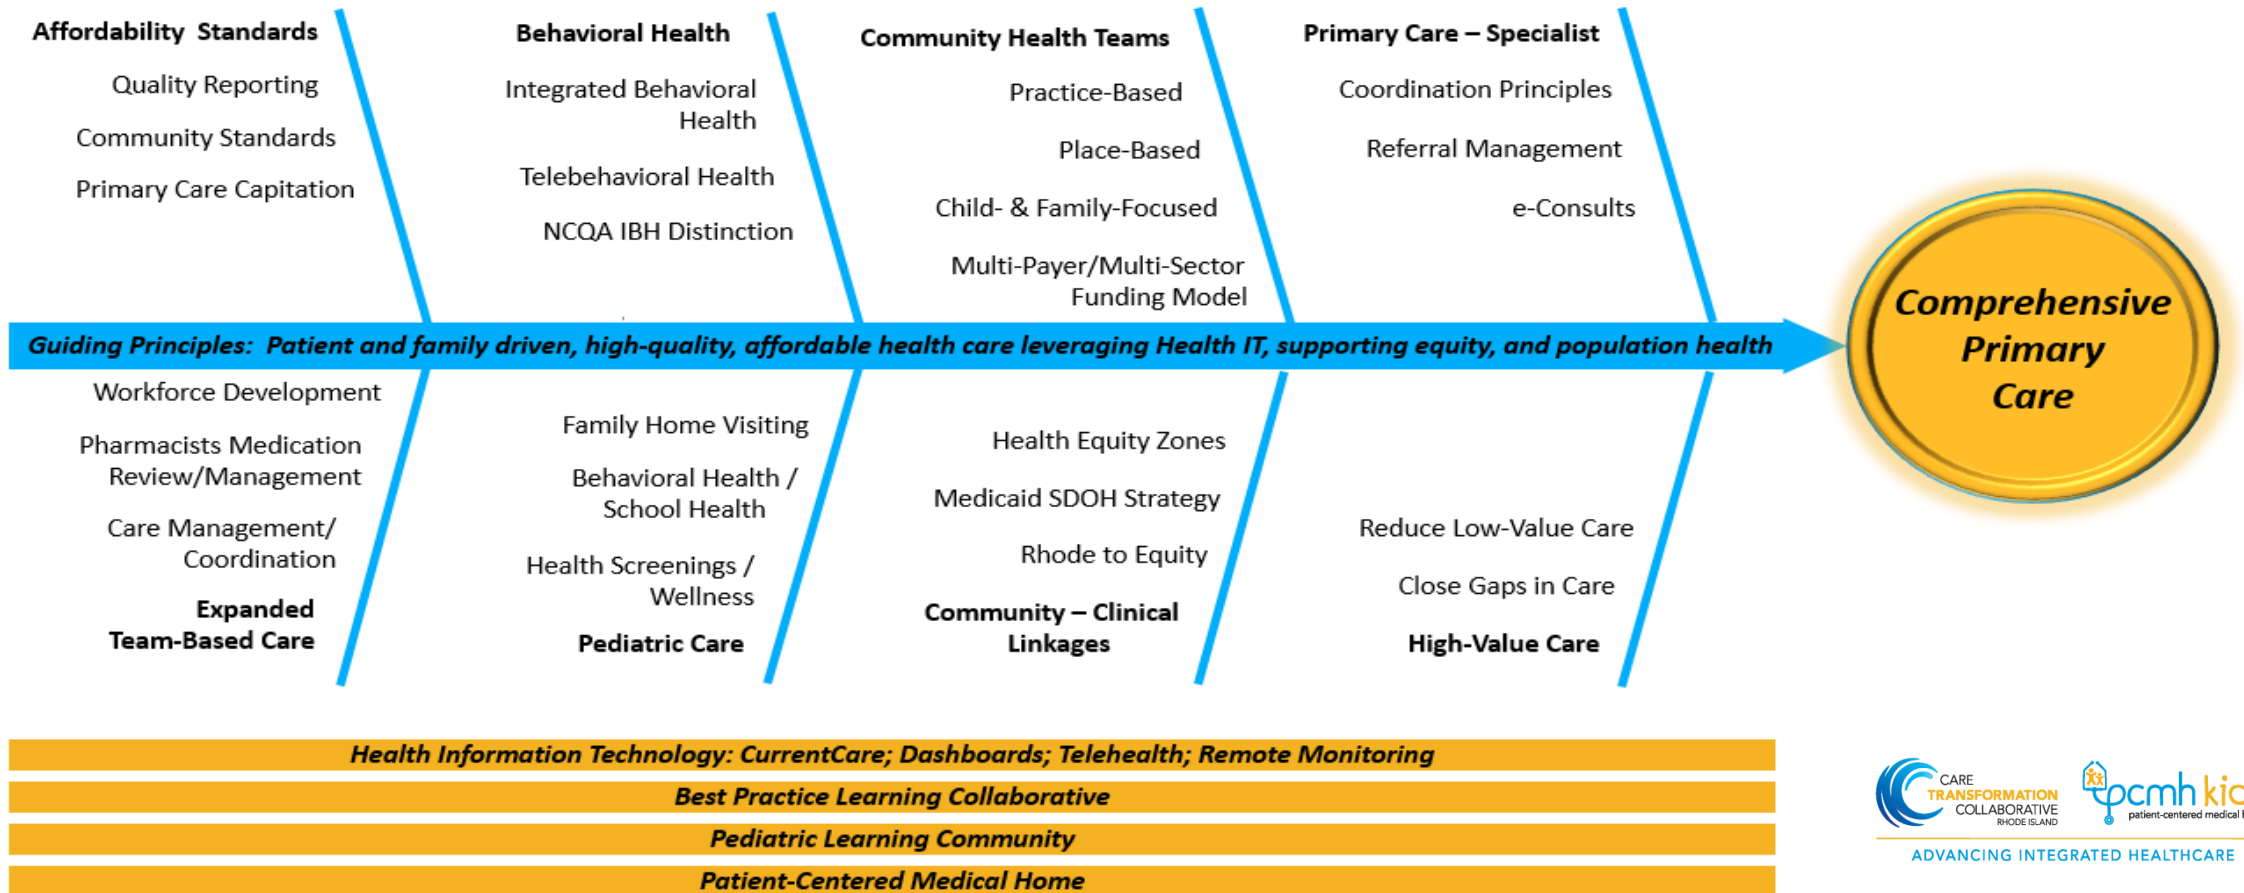 Affordability Standards
Quality Reporting
Community Standards
Primary Care Capitation
Behavioral Health
Integrated Behavioral
Health
Telebehavioral Health
NCQA IBH Distinction
Community Health Teams
Practice-Based
Place-Based
Child- & Family-Focused
Multi-Payer/Multi-Sector
Funding Model
Primary Care – Specialist
Coordination Principles
Referral Management
e-Consults
Guiding Principles: Patient and family driven, high-quality, affordable health care leveraging Health IT, supporting equity, and population health
Comprehensive
Primary
Care
Workforce Development
Pharmacists Medication
Review/Management
Care Management/
Coordination
Expanded
Team-Based Care
Family Home Visiting
Behavioral Health /
School Health
Health Screenings /
Wellness
Pediatric Care
Health Equity Zones
Medicaid SDOH Strategy
Rhode to Equity
Community – Clinical
Linkages
Reduce Low-Value Care
Close Gaps in Care
High-Value Care
Health Information Technology: CurrentCare; Dashboards; Telehealth; Remote Monitoring
Best Practice Learning Collaborative
Pediatric Learning Community
Patient-Centered Medical Home
CARE
TRANSFORMATION
COLLABORATIVE
RHODE ISLAND
pcmh
patient-centered medical
ADVANCING INTEGRATED HEALTHCARE